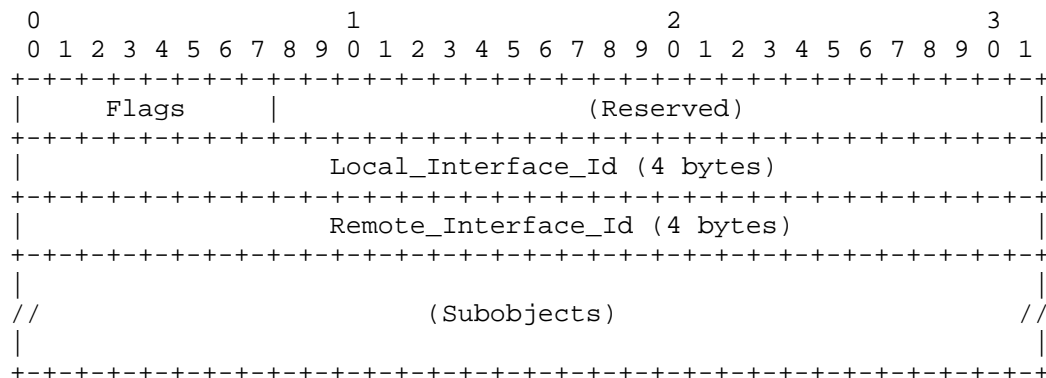 0                   1                   2                   3
 0 1 2 3 4 5 6 7 8 9 0 1 2 3 4 5 6 7 8 9 0 1 2 3 4 5 6 7 8 9 0 1
+-+-+-+-+-+-+-+-+-+-+-+-+-+-+-+-+-+-+-+-+-+-+-+-+-+-+-+-+-+-+-+-+
|     Flags     |                   (Reserved)                  |
+-+-+-+-+-+-+-+-+-+-+-+-+-+-+-+-+-+-+-+-+-+-+-+-+-+-+-+-+-+-+-+-+
|                   Local_Interface_Id (4 bytes)                |
+-+-+-+-+-+-+-+-+-+-+-+-+-+-+-+-+-+-+-+-+-+-+-+-+-+-+-+-+-+-+-+-+
|                   Remote_Interface_Id (4 bytes)               |
+-+-+-+-+-+-+-+-+-+-+-+-+-+-+-+-+-+-+-+-+-+-+-+-+-+-+-+-+-+-+-+-+
|                                                               |
//                        (Subobjects)                         //
|                                                               |
+-+-+-+-+-+-+-+-+-+-+-+-+-+-+-+-+-+-+-+-+-+-+-+-+-+-+-+-+-+-+-+-+